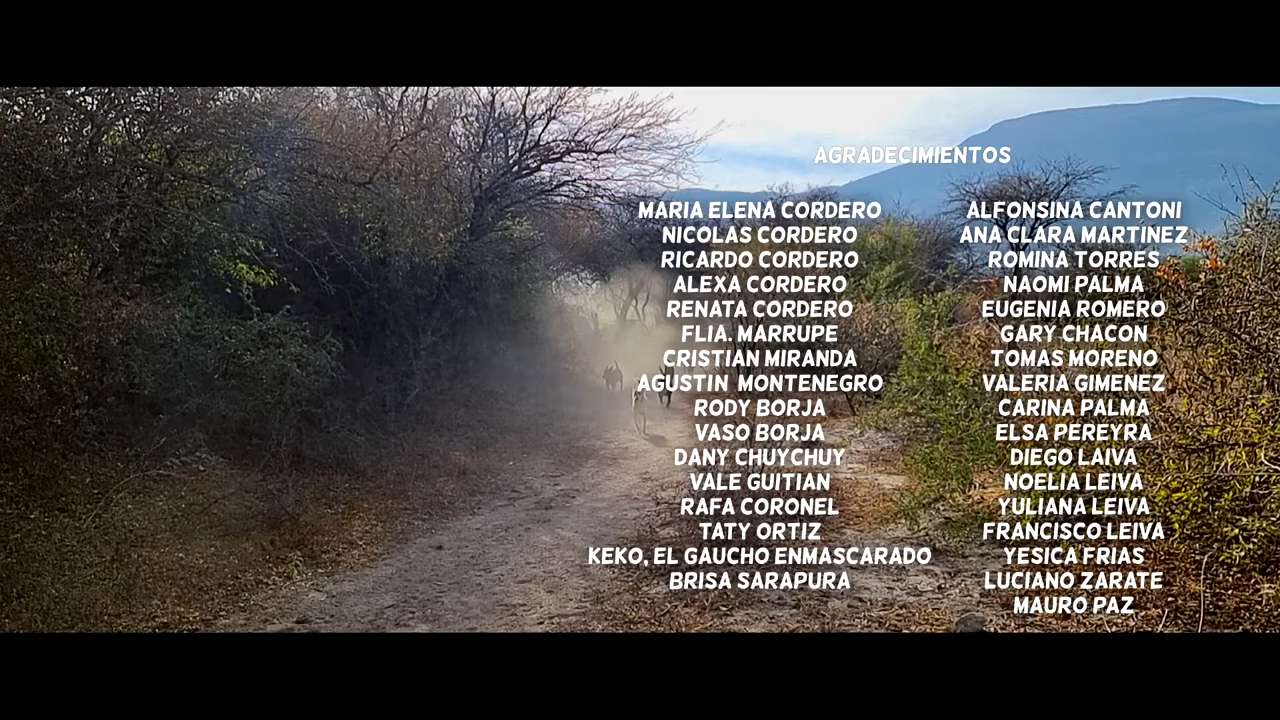 AGRADECIMIENTOS
MARIA ELENA CORDERO
NICOLAS CORDERO
RICARDO CORDERO
ALEXA CORDERO
RENATA CORDERO
FLIA. MARRUPE
CRISTIAN MIRANDA
AGUSTIN MONTENEGRO
RODY BORJA
VASO BORJA
DANY CHUYCHUY
VALE GUITIAN
RAFA CORONEL
TATY ORTIZ
KEKO, EL GAUCHO ENMASCARADO
BRISA SARAPURA
ALFONSINA CANTONI
ANA CLARA MARTINEZ
ROMINA TORRES
NAOMI PALMA
EUGENIA ROMERO
GARY CHACON
TOMAS MORENO
VALERIA GIMENEZ
CARINA PALMA
ELSA PEREYRA
DIEGO LAIVA
NOELIA LEIVA
YULIANA LEIVA
FRANCISCO LEIVA
YESICA FRIAS
LUCIANO ZARATE
MAURO PAZ